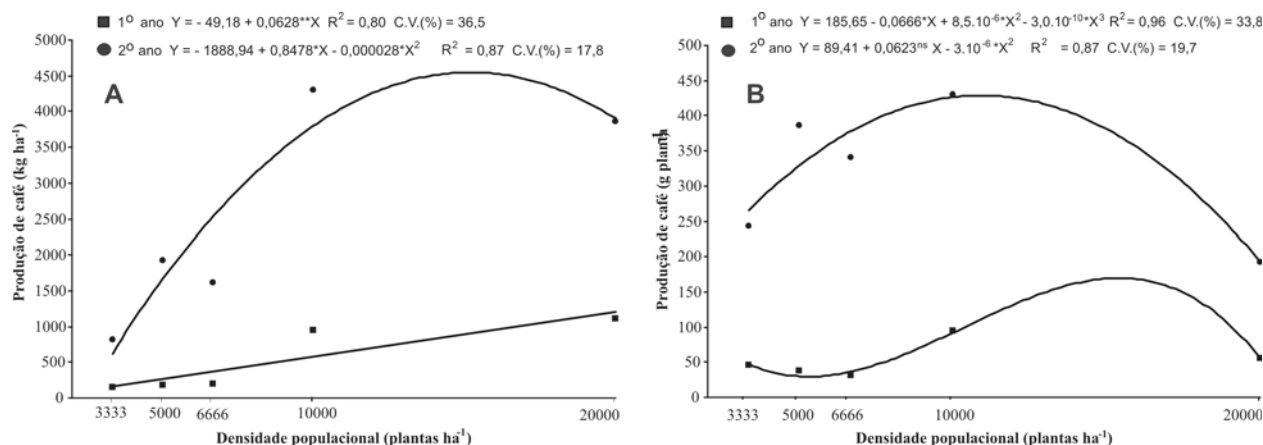 1º ano Y = - 49,18 + 0,0628**X R² = 0,80 C.V.(%) = 36,5
2º ano Y = - 1888,94 + 0,8478*X - 0,000028*X² R² = 0,87 C.V.(%) = 17,8
A
Produção de café (kg ha⁻¹)
5000
4500
4000
3500
3000
2500
2000
1500
1000
500
0
3333 5000 6666 10000 20000
Densidade populacional (plantas ha⁻¹)
1º ano Y = 185,65 - 0,0666*X + 8,5.10⁻⁶*X² - 3,0.10⁻¹⁰*X³ R² = 0,96 C.V.(%) = 33,8
2º ano Y = 89,41 + 0,0623ⁿˢ X - 3.10⁻⁶ *X² R² = 0,87 C.V.(%) = 19,7
B
Produção de café (g planta⁻¹)
500
450
400
350
300
250
200
150
100
50
0
3333 5000 6666 10000 20000
Densidade populacional (plantas ha⁻¹)